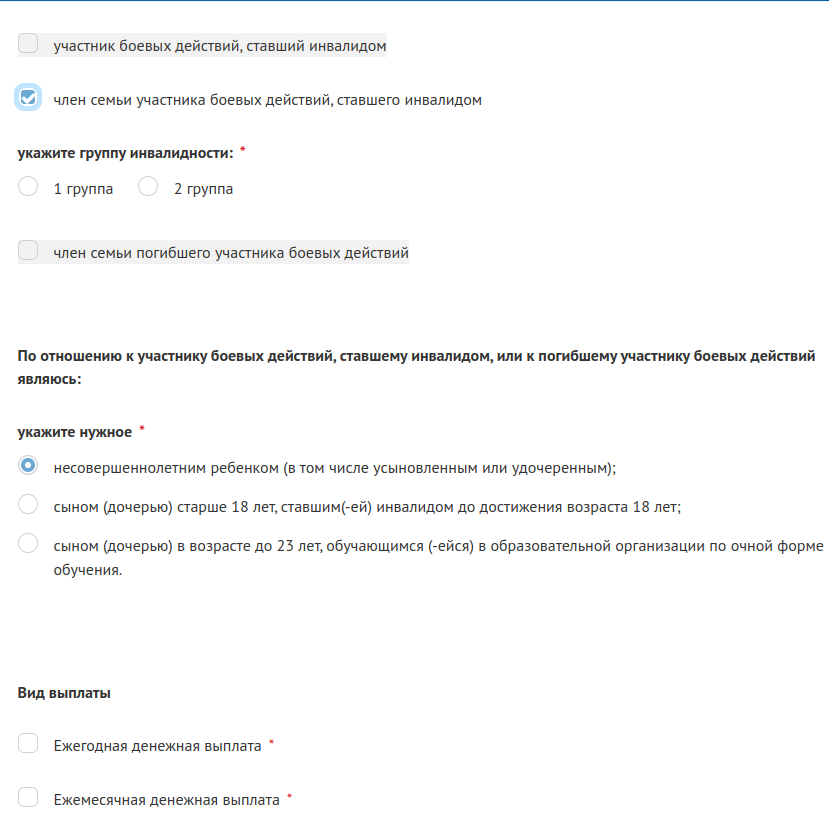 участник боевых действий, ставший инвалидом
член семьи участника боевых действий, ставшего инвалидом
укажите группу инвалидности: *
1 группа 2 группа
член семьи погибшего участника боевых действий
По отношению к участнику боевых действий, ставшему инвалидом, или к погибшему участнику боевых действий
являюсь:
укажите нужное *
несовершеннолетним ребенком (в том числе усыновленным или удочеренным);
сыном (дочерью) старше 18 лет, ставшим(-ей) инвалидом до достижения возраста 18 лет;
сыном (дочерью) в возрасте до 23 лет, обучающимся (-ейся) в образовательной организации по очной форме
обучения.
Вид выплаты
Ежегодная денежная выплата *
Ежемесячная денежная выплата *